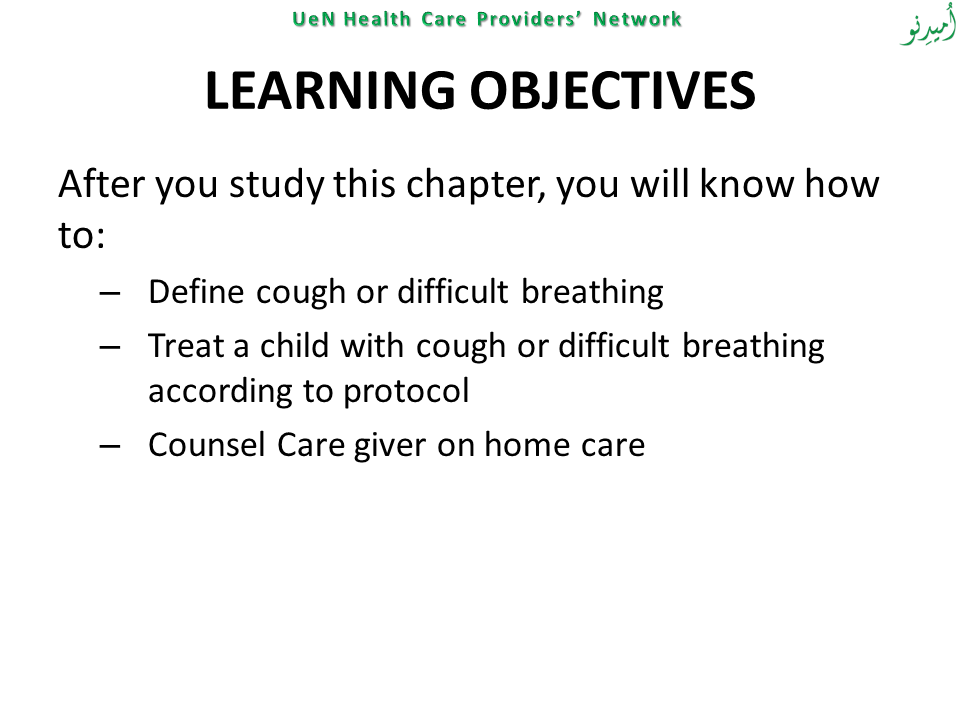 UeN Health Care Providers’ Network
اُميدِنو
LEARNING OBJECTIVES
After you study this chapter, you will know how
to:
– Define cough or difficult breathing
– Treat a child with cough or difficult breathing
according to protocol
– Counsel Care giver on home care